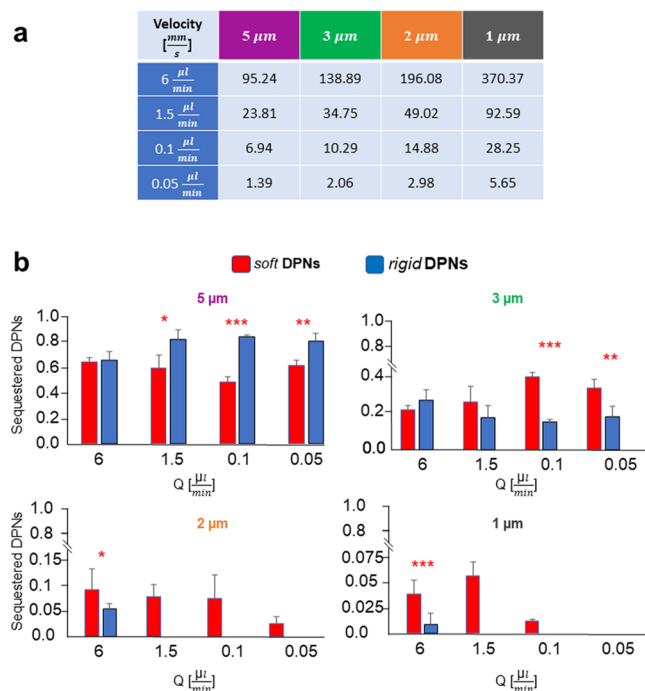 a
Velocity [mm/s] 5 μm 3 μm 2 μm 1 μm
6 μl/min 95.24 138.89 196.08 370.37
1.5 μl/min 23.81 34.75 49.02 92.59
0.1 μl/min 6.94 10.29 14.88 28.25
0.05 μl/min 1.39 2.06 2.98 5.65
b
soft DPNs rigid DPNs
5 μm
Sequestered DPNs
1.0
0.8
0.6
0.4
0.2
0.0
* *** **
6 1.5 0.1 0.05
Q [μl/min]
3 μm
1.0
0.8
0.4
0.2
0.0
*** **
6 1.5 0.1 0.05
Q [μl/min]
2 μm
Sequestered DPNs
1.0
0.8
0.15
0.10
0.05
0.0
*
6 1.5 0.1 0.05
Q [μl/min]
1 μm
1.0
0.8
0.075
0.05
0.025
0.0
***
6 1.5 0.1 0.05
Q [μl/min]